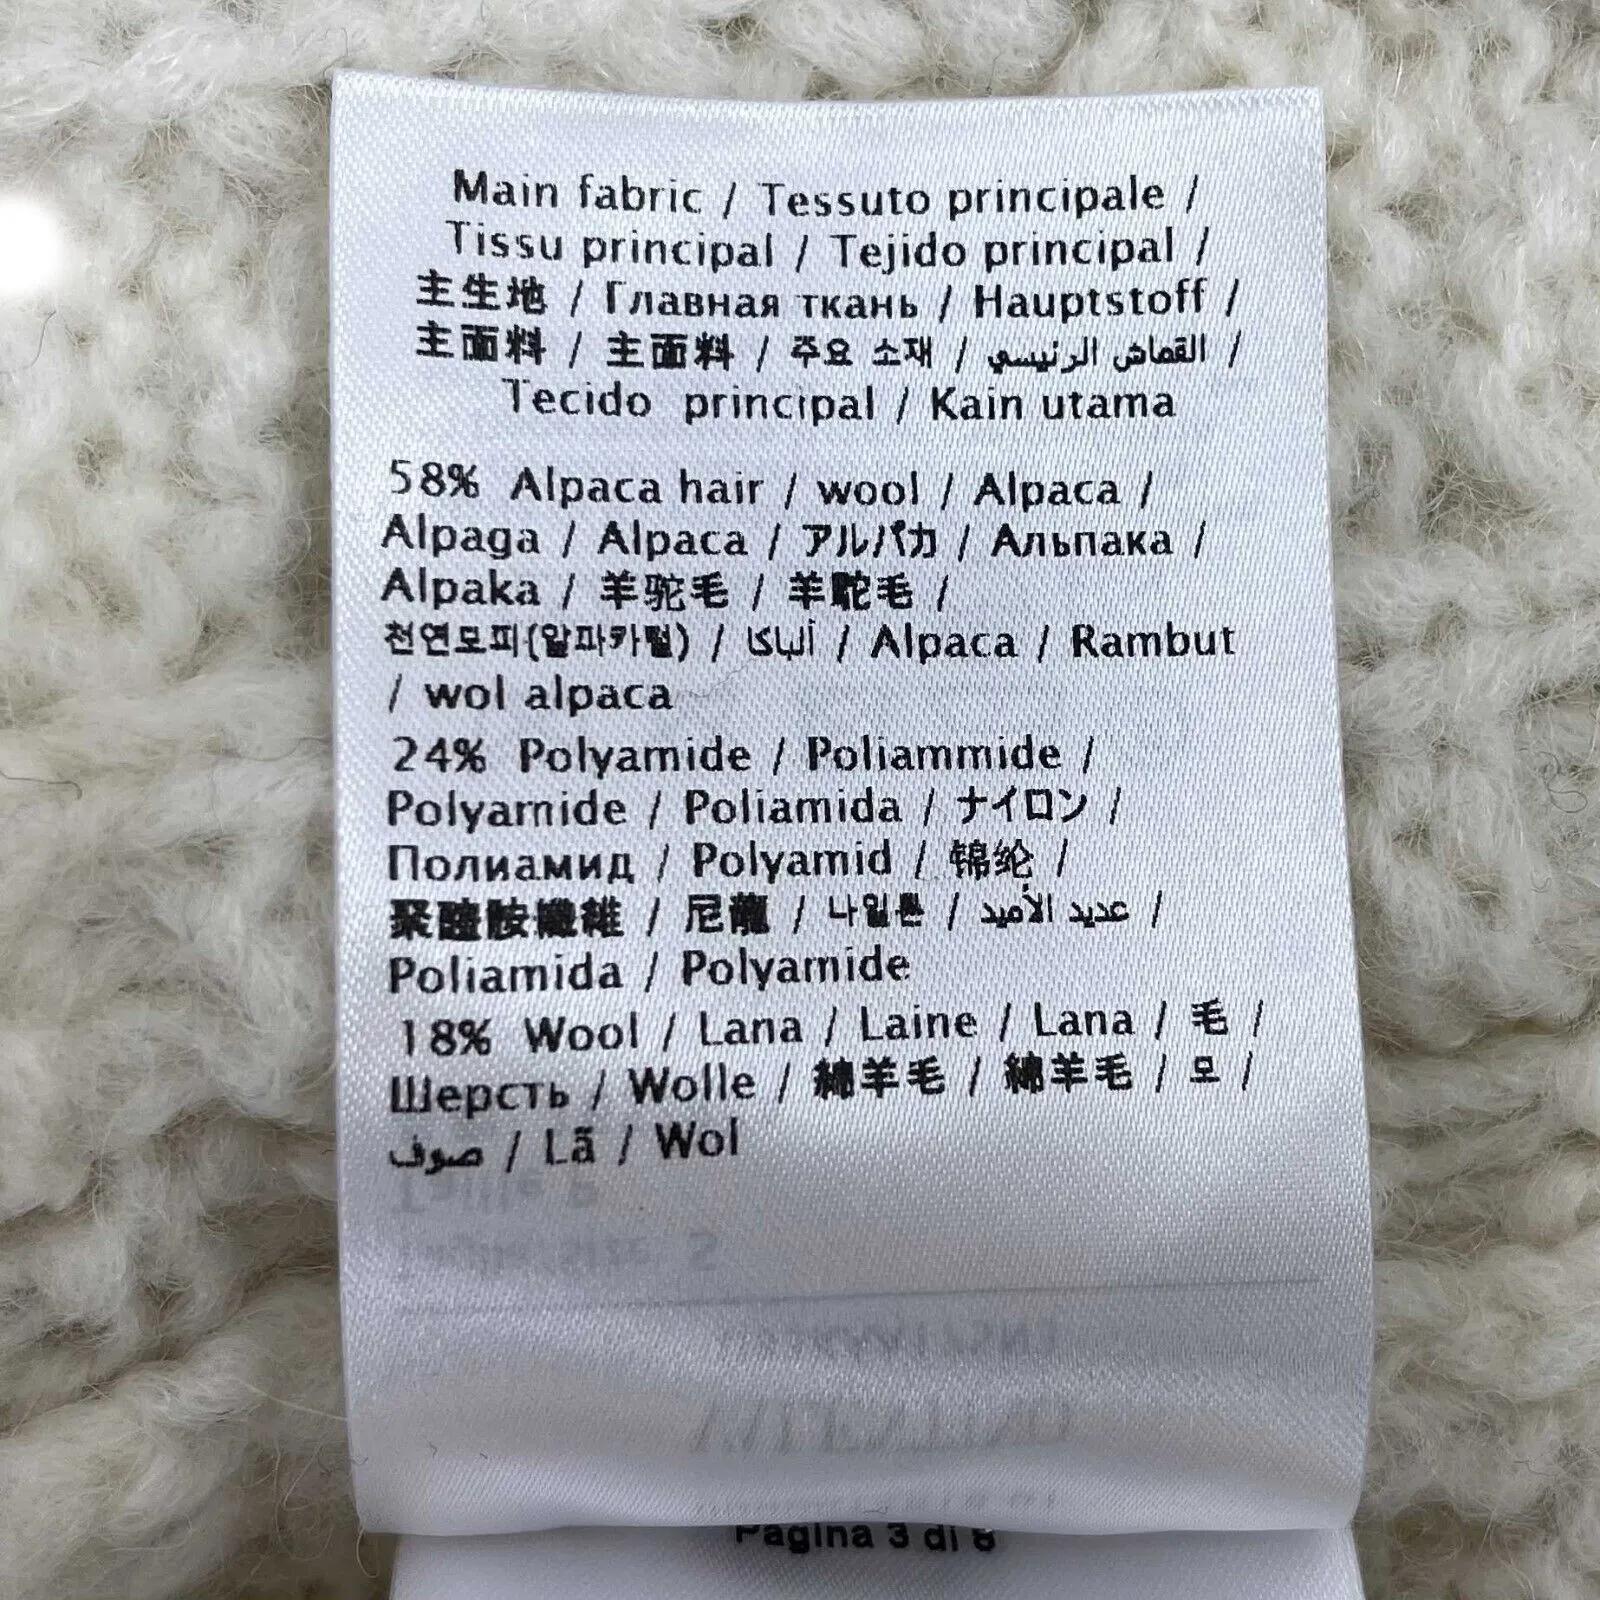 Main fabric / Tessuto principale /
Tissu principal / Tejido principal /
主生地 / Главная ткань / Hauptstoff /
主面料 / 主面料 / 주요 소재 / القماش الرئيسي /
Tecido principal / Kain utama
58% Alpaca hair / wool / Alpaca /
Alpaga / Alpaca / アルパカ / Альпака /
Alpaka / 羊驼毛 / 羊駝毛 /
천연모피(알파카털) / ألباكا / Alpaca / Rambut
/ wol alpaca
24% Polyamide / Poliammide /
Polyamide / Poliamida / ナイロン /
Полиамид / Polyamid / 锦纶 /
聚醯胺纖維 / 尼龍 / 나일론 / عديد الأميد /
Poliamida / Polyamide
18% Wool / Lana / Laine / Lana / 毛 /
Шерсть / Wolle / 綿羊毛 / 綿羊毛 / 모 /
صوف / Lã / Wol
Pagina 3 di 8